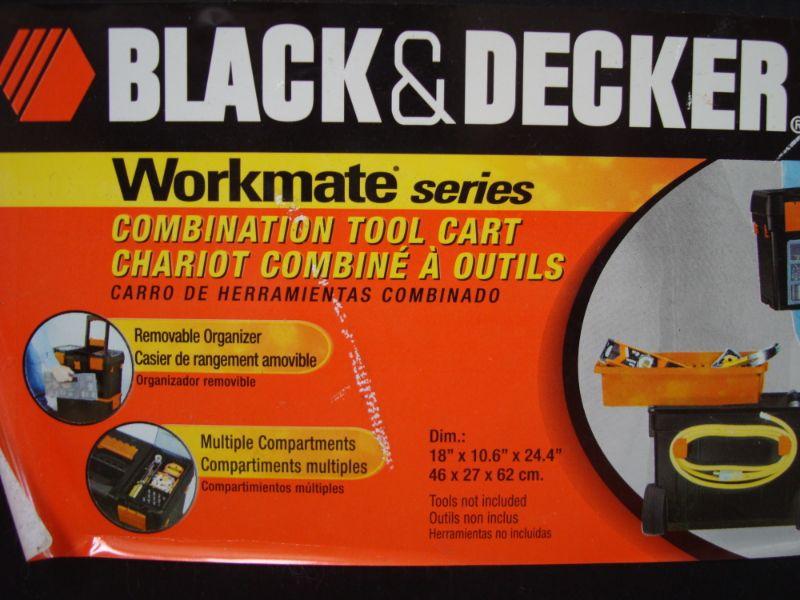 BLACK & DECKER ®
Workmate® series
COMBINATION TOOL CART
CHARIOT COMBINÉ À OUTILS
CARRO DE HERRAMIENTAS COMBINADO
Removable Organizer
Casier de rangement amovible
Organizador removible
Multiple Compartments
Compartiments multiples
Compartimientos múltiples
Dim.:
18" x 10.6" x 24.4"
46 x 27 x 62 cm.
Tools not included
Outils non inclus
Herramientas no incluidas